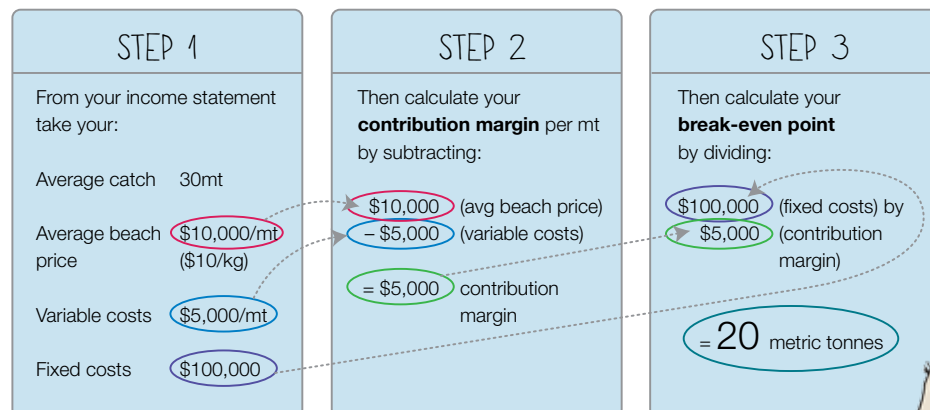 STEP 1
From your income statement
take your:
Average catch 30mt
Average beach $10,000/mt
price ($10/kg)
Variable costs $5,000/mt
Fixed costs $100,000
STEP 2
Then calculate your
contribution margin per mt
by subtracting:
$10,000 (avg beach price)
– $5,000 (variable costs)
= $5,000 contribution
margin
STEP 3
Then calculate your
break-even point
by dividing:
$100,000 (fixed costs) by
$5,000 (contribution
margin)
= 20 metric tonnes